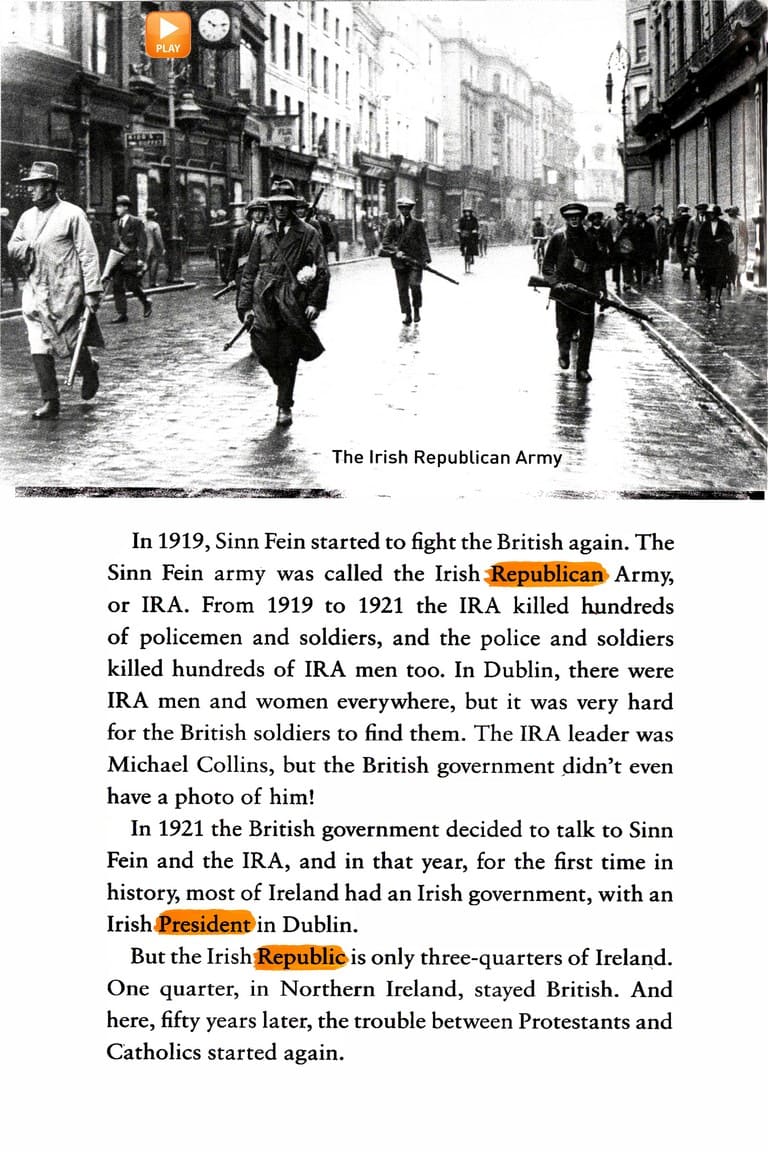 PLAY
The Irish Republican Army
In 1919, Sinn Fein started to fight the British again. The
Sinn Fein army was called the Irish Republican Army,
or IRA. From 1919 to 1921 the IRA killed hundreds
of policemen and soldiers, and the police and soldiers
killed hundreds of IRA men too. In Dublin, there were
IRA men and women everywhere, but it was very hard
for the British soldiers to find them. The IRA leader was
Michael Collins, but the British government didn't even
have a photo of him!
In 1921 the British government decided to talk to Sinn
Fein and the IRA, and in that year, for the first time in
history, most of Ireland had an Irish government, with an
Irish President in Dublin.
But the Irish Republic is only three-quarters of Ireland.
One quarter, in Northern Ireland, stayed British. And
here, fifty years later, the trouble between Protestants and
Catholics started again.